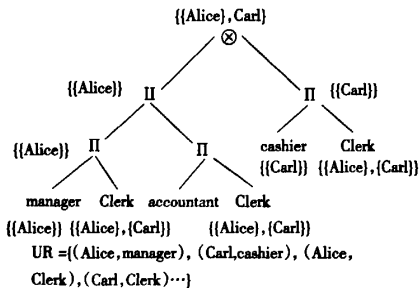 {{Alice},Carl}
⊗
{{Alice}} ⨿ Π {{Carl}}
{{Alice}} Π Π cashier Clerk
{{Carl}} {{Alice},{Carl}}
manager Clerk accountant Clerk
{{Alice}} {{Alice},{Carl}} {{Alice},{Carl}}
UR ={(Alice,manager), (Carl,cashier), (Alice,
Clerk),(Carl,Clerk)⋯}